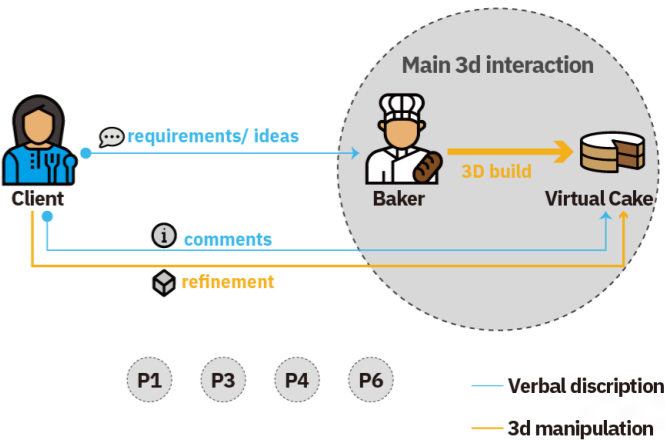 Main 3d interaction
requirements/ ideas
3D build
Client
Baker
Virtual Cake
comments
refinement
P1 P3 P4 P6
Verbal discription
3d manipulation